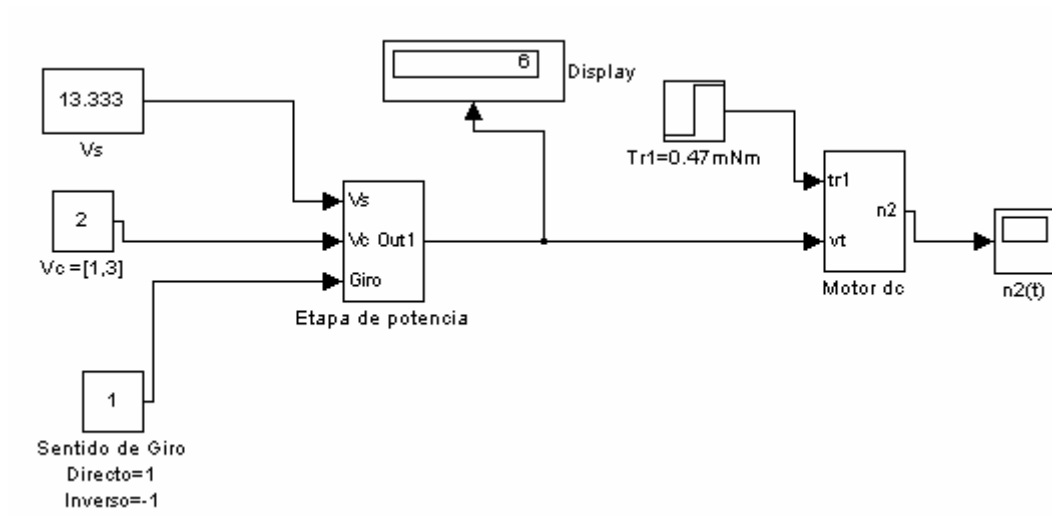 6
Display
13.333
Vs
Tr1=0.47mNm
2
Vc=[1,3]
Vs
Vc Out1
Giro
Etapa de potencia
tr1
n2
vt
Motor dc
n2(t)
1
Sentido de Giro
Directo=1
Inverso=-1